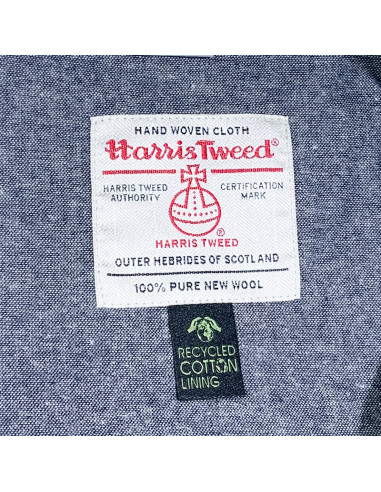 HAND WOVEN CLOTH
Harris Tweed®
HARRIS TWEED AUTHORITY
CERTIFICATION MARK
®
HARRIS TWEED
OUTER HEBRIDES OF SCOTLAND
100% PURE NEW WOOL
RECYCLED
COTTON
LINING